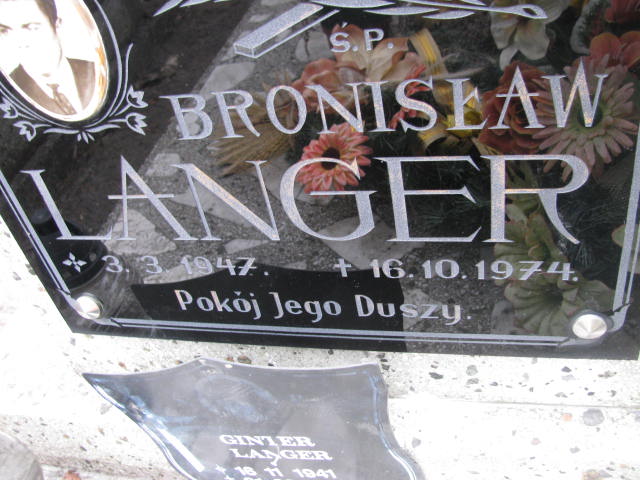 Ś.P.
BRONISŁAW
LANGER
* 3.3.1947. + 16.10.1974.
Pokój Jego Duszy.
GINTER
LANGER
+ 18 11 1941